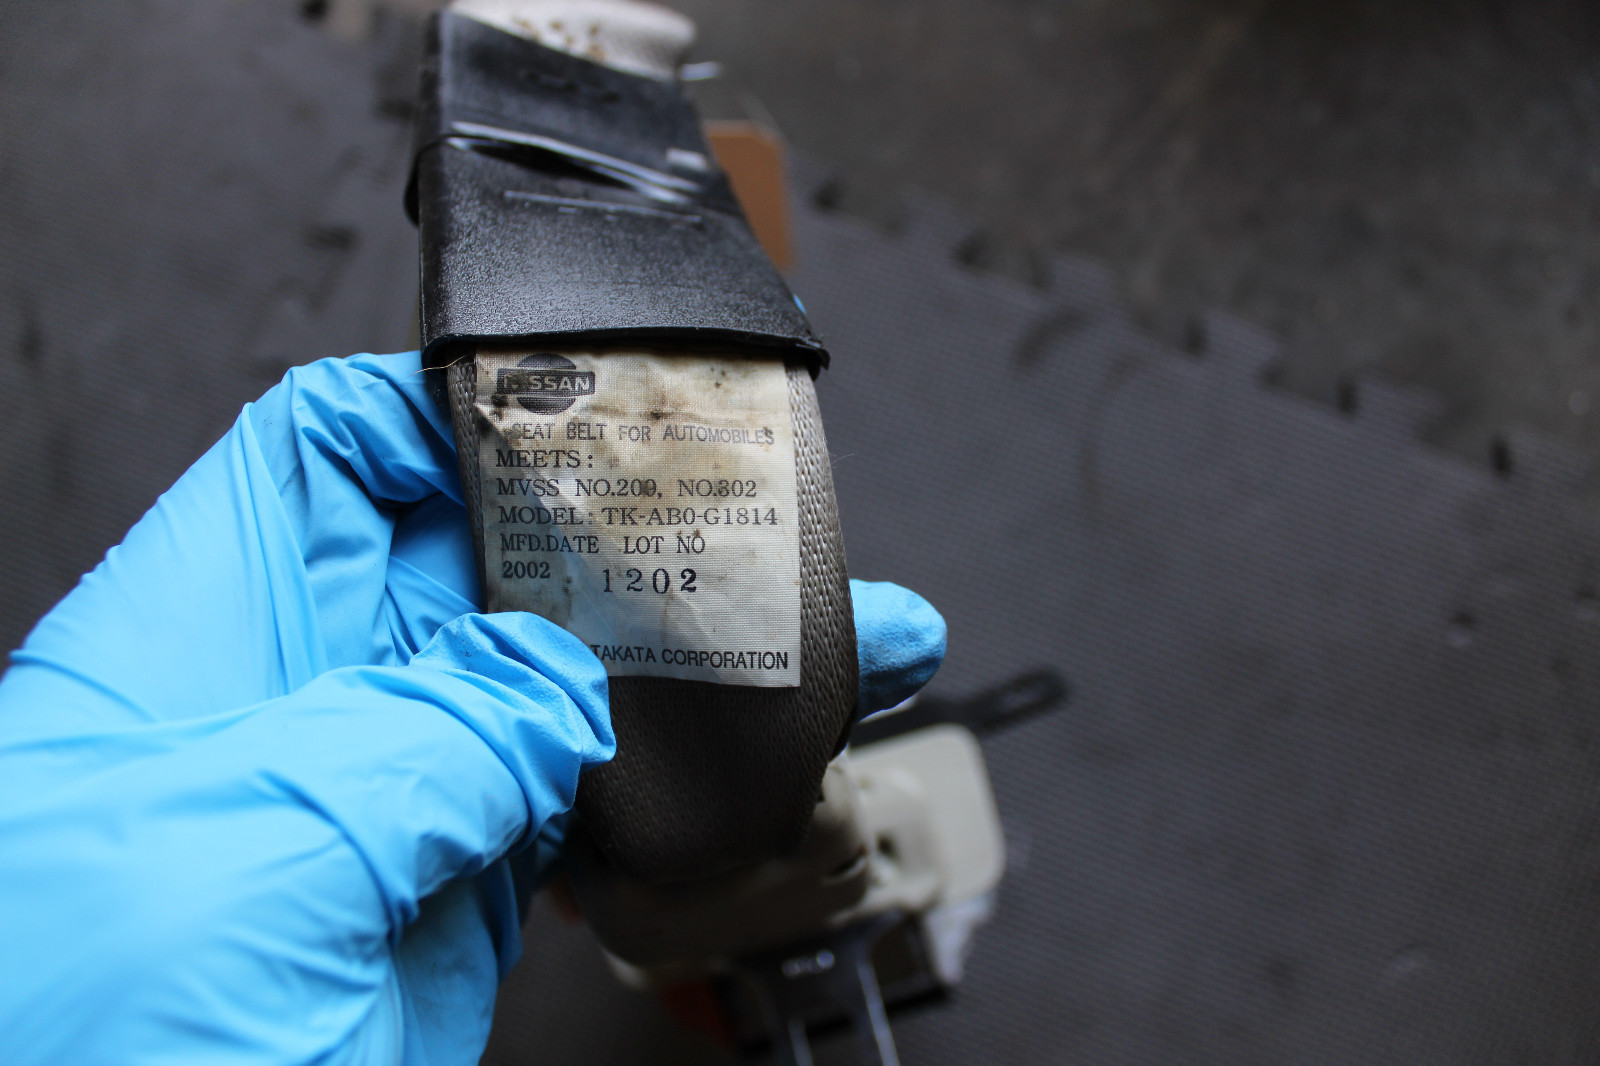 NISSAN
SEAT BELT FOR AUTOMOBILES
MEETS:
MVSS NO.209, NO.302
MODEL: TK-AB0-G1814
MFD.DATE LOT NO
2002 1202
TAKATA CORPORATION